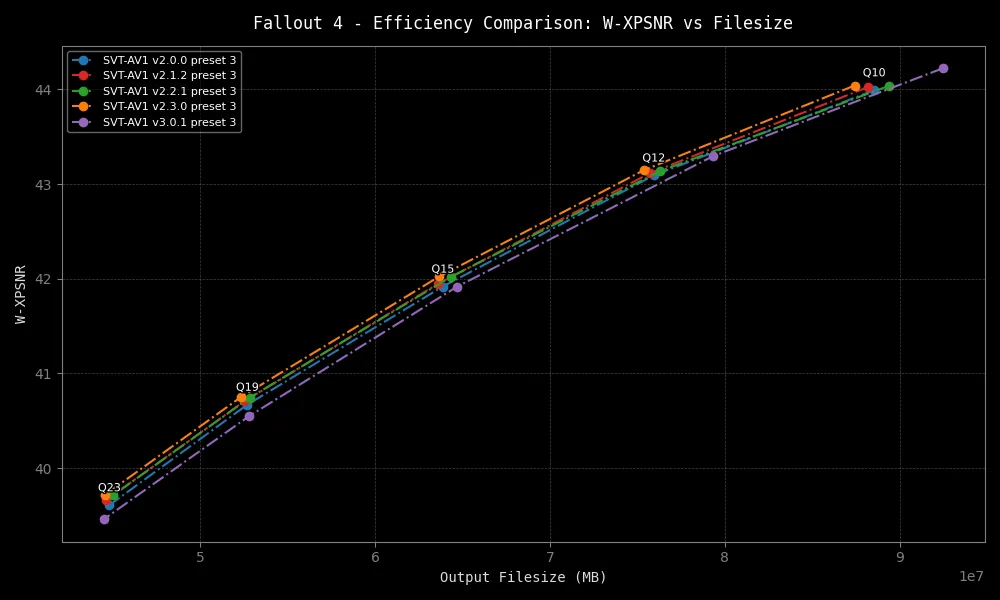 Fallout 4 - Efficiency Comparison: W-XPSNR vs Filesize
SVT-AV1 v2.0.0 preset 3
SVT-AV1 v2.1.2 preset 3
SVT-AV1 v2.2.1 preset 3
SVT-AV1 v2.3.0 preset 3
SVT-AV1 v3.0.1 preset 3
Q10
Q12
Q15
Q19
Q23
W-XPSNR
44
43
42
41
40
5 6 7 8 9
1e7
Output Filesize (MB)